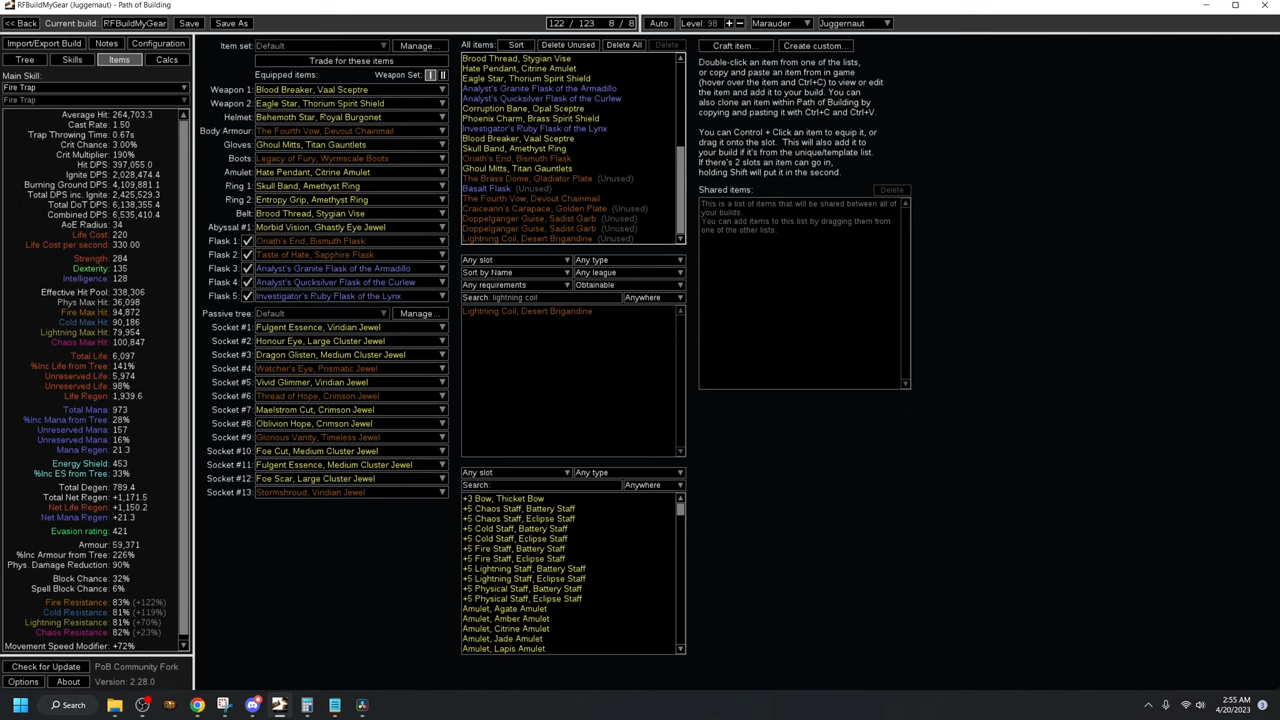 RFBuildMyGear (Juggernaut) - Path of Building
<< Back
Current build:
RFBuildMyGear
Save
Save As
122 / 123   8 / 8
Auto
Level: 98
Marauder
Juggernaut
Import/Export Build
Notes
Configuration
Tree
Skills
Items
Calcs
Main Skill:
Fire Trap
Fire Trap
Average Hit: 264,703.3
Cast Rate: 1.50
Trap Throwing Time: 0.67s
Crit Chance: 3.00%
Crit Multiplier: 190%
Hit DPS: 397,055.0
Ignite DPS: 2,028,474.4
Burning Ground DPS: 4,109,881.1
Total DPS inc. Ignite: 2,425,529.3
Total DoT DPS: 6,138,355.4
Combined DPS: 6,535,410.4
AoE Radius: 34
Life Cost: 220
Life Cost per second: 330.00
Strength: 284
Dexterity: 135
Intelligence: 128
Effective Hit Pool: 338,306
Phys Max Hit: 36,098
Fire Max Hit: 94,872
Cold Max Hit: 90,186
Lightning Max Hit: 79,954
Chaos Max Hit: 100,847
Total Life: 6,097
%Inc Life from Tree: 141%
Unreserved Life: 5,974
Unreserved Life: 98%
Life Regen: 1,939.6
Total Mana: 973
%Inc Mana from Tree: 28%
Unreserved Mana: 157
Unreserved Mana: 16%
Mana Regen: 21.3
Energy Shield: 453
%Inc ES from Tree: 33%
Total Degen: 789.4
Total Net Regen: +1,171.5
Net Life Regen: +1,150.2
Net Mana Regen: +21.3
Evasion rating: 421
Armour: 59,371
%Inc Armour from Tree: 226%
Phys. Damage Reduction: 90%
Block Chance: 32%
Spell Block Chance: 6%
Fire Resistance: 83% (+122%)
Cold Resistance: 81% (+119%)
Lightning Resistance: 81% (+70%)
Chaos Resistance: 82% (+23%)
Movement Speed Modifier: +72%
Check for Update
PoB Community Fork
Options
About
Version: 2.28.0
Item set:
Default
Manage...
Trade for these items
Equipped items:
Weapon Set:
I
II
Weapon 1: Blood Breaker, Vaal Sceptre
Weapon 2: Eagle Star, Thorium Spirit Shield
Helmet: Behemoth Star, Royal Burgonet
Body Armour: The Fourth Vow, Devout Chainmail
Gloves: Ghoul Mitts, Titan Gauntlets
Boots: Legacy of Fury, Wyrmscale Boots
Amulet: Hate Pendant, Citrine Amulet
Ring 1: Skull Band, Amethyst Ring
Ring 2: Entropy Grip, Amethyst Ring
Belt: Brood Thread, Stygian Vise
Abyssal #1: Morbid Vision, Ghastly Eye Jewel
Flask 1: Oriath's End, Bismuth Flask
Flask 2: Taste of Hate, Sapphire Flask
Flask 3: Analyst's Granite Flask of the Armadillo
Flask 4: Analyst's Quicksilver Flask of the Curlew
Flask 5: Investigator's Ruby Flask of the Lynx
Passive tree:
Default
Manage...
Socket #1: Fulgent Essence, Viridian Jewel
Socket #2: Honour Eye, Large Cluster Jewel
Socket #3: Dragon Glisten, Medium Cluster Jewel
Socket #4: Watcher's Eye, Prismatic Jewel
Socket #5: Vivid Glimmer, Viridian Jewel
Socket #6: Thread of Hope, Crimson Jewel
Socket #7: Maelstrom Cut, Crimson Jewel
Socket #8: Oblivion Hope, Crimson Jewel
Socket #9: Glorious Vanity, Timeless Jewel
Socket #10: Foe Cut, Medium Cluster Jewel
Socket #11: Fulgent Essence, Medium Cluster Jewel
Socket #12: Foe Scar, Large Cluster Jewel
Socket #13: Stormshroud, Viridian Jewel
All items:
Sort
Delete Unused
Delete All
Delete
Brood Thread, Stygian Vise
Hate Pendant, Citrine Amulet
Eagle Star, Thorium Spirit Shield
Analyst's Granite Flask of the Armadillo
Analyst's Quicksilver Flask of the Curlew
Corruption Bane, Opal Sceptre
Phoenix Charm, Brass Spirit Shield
Investigator's Ruby Flask of the Lynx
Blood Breaker, Vaal Sceptre
Skull Band, Amethyst Ring
Oriath's End, Bismuth Flask
Ghoul Mitts, Titan Gauntlets
The Brass Dome, Gladiator Plate (Unused)
Basalt Flask (Unused)
The Fourth Vow, Devout Chainmail
Craiceann's Carapace, Golden Plate (Unused)
Doppelganger Guise, Sadist Garb (Unused)
Doppelganger Guise, Sadist Garb (Unused)
Lightning Coil, Desert Brigandine (Unused)
Any slot
Any type
Sort by Name
Any league
Any requirements
Obtainable
Search: lightning coil
Anywhere
Lightning Coil, Desert Brigandine
Any slot
Any type
Search:
Anywhere
+3 Bow, Thicket Bow
+5 Chaos Staff, Battery Staff
+5 Chaos Staff, Eclipse Staff
+5 Cold Staff, Battery Staff
+5 Cold Staff, Eclipse Staff
+5 Fire Staff, Battery Staff
+5 Fire Staff, Eclipse Staff
+5 Lightning Staff, Battery Staff
+5 Lightning Staff, Eclipse Staff
+5 Physical Staff, Battery Staff
+5 Physical Staff, Eclipse Staff
Amulet, Agate Amulet
Amulet, Amber Amulet
Amulet, Citrine Amulet
Amulet, Jade Amulet
Amulet, Lapis Amulet
Craft item...
Create custom...
Double-click an item from one of the lists,
or copy and paste an item from in game
(hover over the item and Ctrl+C) to view or edit
the item and add it to your build. You can
also clone an item within Path of Building by
copying and pasting it with Ctrl+C and Ctrl+V.
You can Control + Click an item to equip it, or
drag it onto the slot. This will also add it to
your build if it's from the unique/template list.
If there's 2 slots an item can go in,
holding Shift will put it in the second.
Shared items:
Delete
This is a list of items that will be shared between all of
your builds.
You can add items to this list by dragging them from
one of the other lists.
Search
2:55 AM
4/20/2023
3